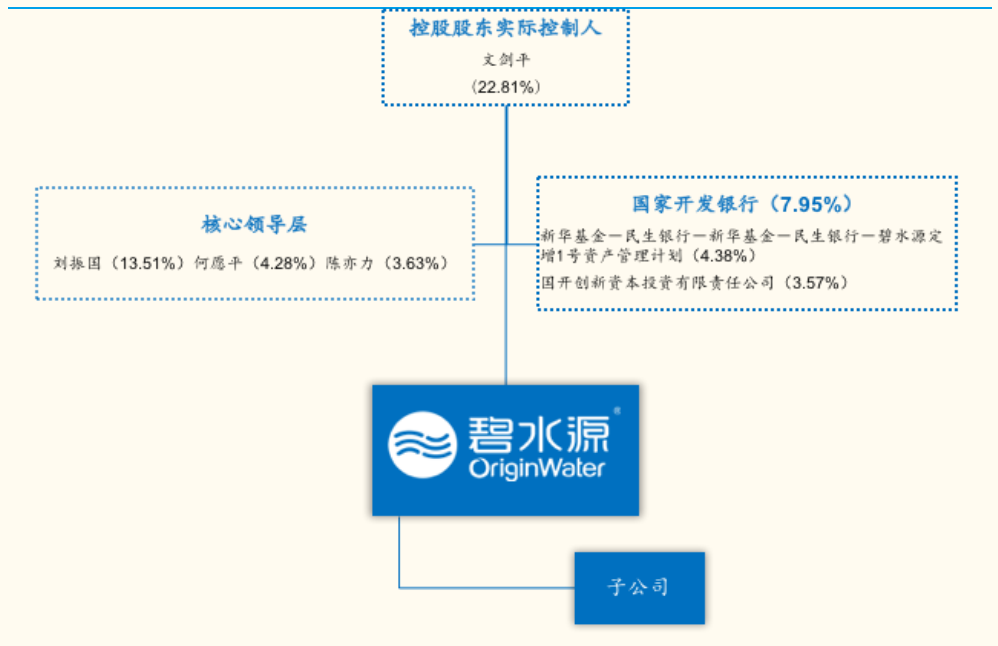 控股股东实际控制人
文剑平
(22.81%)
核心领导层
刘振国（13.51%）何愿平（4.28%）陈亦力（3.63%）
国家开发银行（7.95%）
新华基金－民生银行－新华基金－民生银行－碧水源定
增1号资产管理计划（4.38%）
国开创新资本投资有限责任公司（3.57%）
碧水源®
OriginWater
子公司